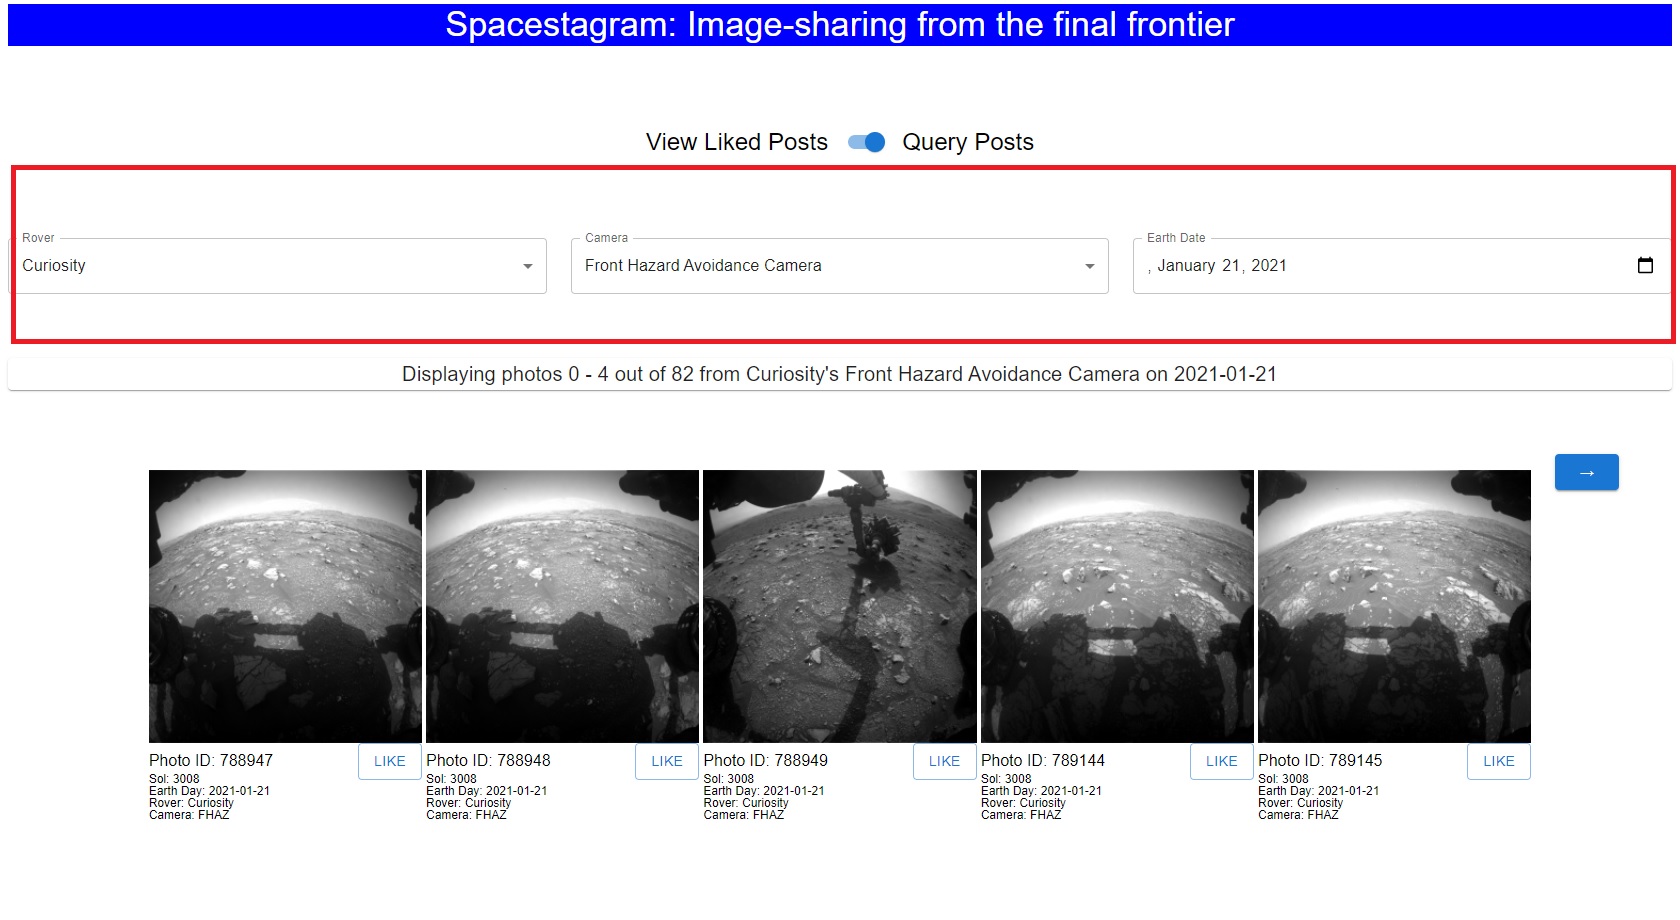 Spacestagram: Image-sharing from the final frontier
View Liked Posts Query Posts
Rover Camera Earth Date
Curiosity Front Hazard Avoidance Camera , January 21, 2021
Displaying photos 0 - 4 out of 82 from Curiosity's Front Hazard Avoidance Camera on 2021-01-21
→
Photo ID: 788947 LIKE
Sol: 3008
Earth Day: 2021-01-21
Rover: Curiosity
Camera: FHAZ
Photo ID: 788948 LIKE
Sol: 3008
Earth Day: 2021-01-21
Rover: Curiosity
Camera: FHAZ
Photo ID: 788949 LIKE
Sol: 3008
Earth Day: 2021-01-21
Rover: Curiosity
Camera: FHAZ
Photo ID: 789144 LIKE
Sol: 3008
Earth Day: 2021-01-21
Rover: Curiosity
Camera: FHAZ
Photo ID: 789145 LIKE
Sol: 3008
Earth Day: 2021-01-21
Rover: Curiosity
Camera: FHAZ